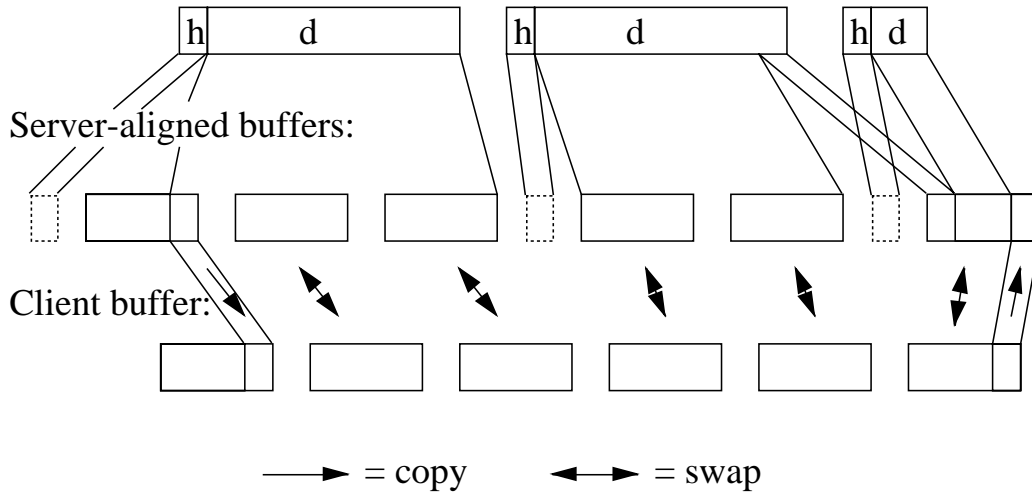 h d h d h d
Server-aligned buffers:
Client buffer:
= copy = swap